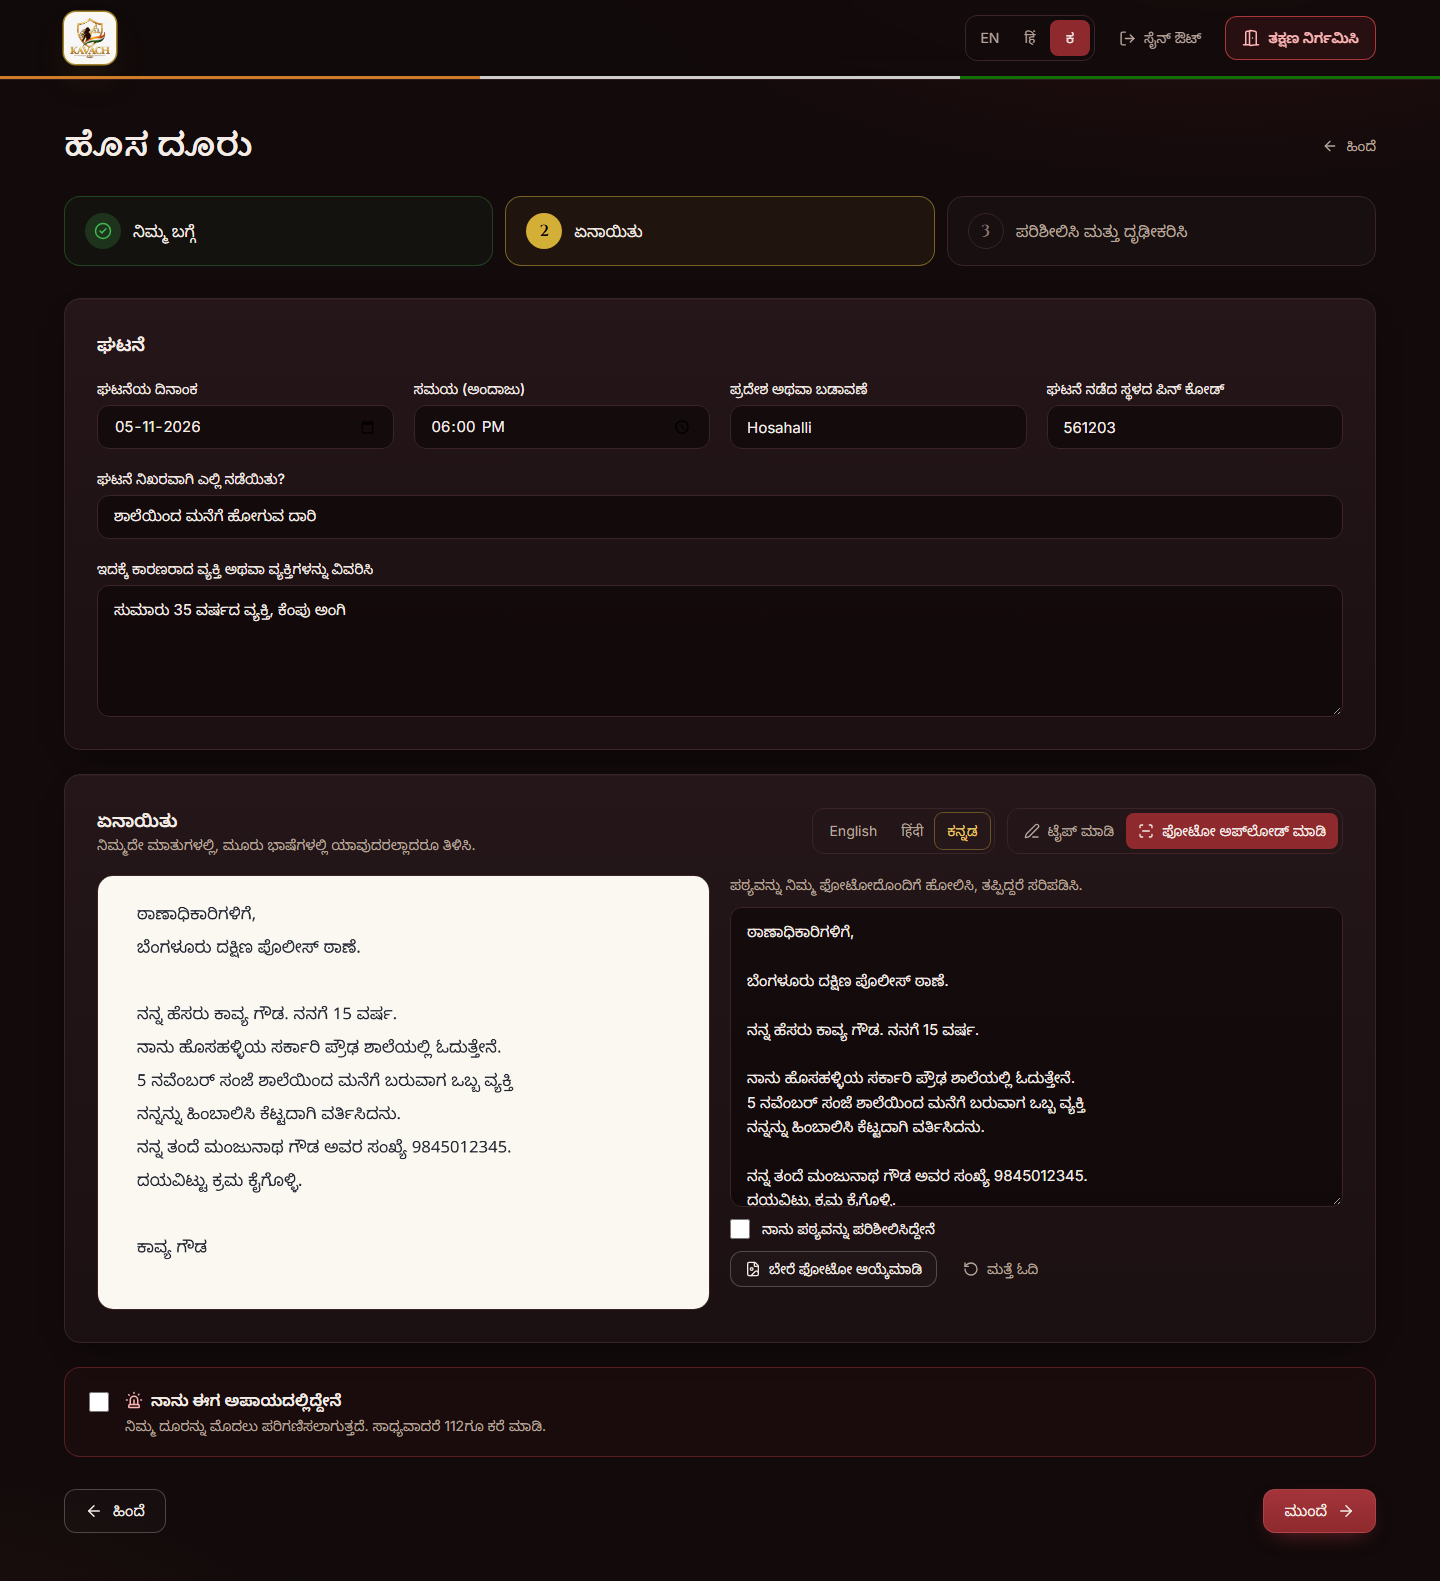 KAVACH
EN हिं ಕ ಸೈನ್ ಔಟ್ ತಕ್ಷಣ ನಿರ್ಗಮಿಸಿ
ಹೊಸ ದೂರು
ಹಿಂದೆ
ನಿಮ್ಮ ಬಗ್ಗೆ
2 ಏನಾಯಿತು
3 ಪರಿಶೀಲಿಸಿ ಮತ್ತು ದೃಢೀಕರಿಸಿ
ಘಟನೆ
ಘಟನೆಯ ದಿನಾಂಕ
05-11-2026
ಸಮಯ (ಅಂದಾಜು)
06:00 PM
ಪ್ರದೇಶ ಅಥವಾ ಬಡಾವಣೆ
Hosahalli
ಘಟನೆ ನಡೆದ ಸ್ಥಳದ ಪಿನ್ ಕೋಡ್
561203
ಘಟನೆ ನಿಖರವಾಗಿ ಎಲ್ಲಿ ನಡೆಯಿತು?
ಶಾಲೆಯಿಂದ ಮನೆಗೆ ಹೋಗುವ ದಾರಿ
ಇದಕ್ಕೆ ಕಾರಣರಾದ ವ್ಯಕ್ತಿ ಅಥವಾ ವ್ಯಕ್ತಿಗಳನ್ನು ವಿವರಿಸಿ
ಸುಮಾರು 35 ವರ್ಷದ ವ್ಯಕ್ತಿ, ಕೆಂಪು ಅಂಗಿ
ಏನಾಯಿತು
ನಿಮ್ಮದೇ ಮಾತುಗಳಲ್ಲಿ, ಮೂರು ಭಾಷೆಗಳಲ್ಲಿ ಯಾವುದರಲ್ಲಾದರೂ ತಿಳಿಸಿ.
English हिंदी ಕನ್ನಡ ಟೈಪ್ ಮಾಡಿ ಫೋಟೋ ಅಪ್‌ಲೋಡ್ ಮಾಡಿ
ಠಾಣಾಧಿಕಾರಿಗಳಿಗೆ,
ಬೆಂಗಳೂರು ದಕ್ಷಿಣ ಪೊಲೀಸ್ ಠಾಣೆ.
ನನ್ನ ಹೆಸರು ಕಾವ್ಯ ಗೌಡ. ನನಗೆ 15 ವರ್ಷ.
ನಾನು ಹೊಸಹಳ್ಳಿಯ ಸರ್ಕಾರಿ ಪ್ರೌಢ ಶಾಲೆಯಲ್ಲಿ ಓದುತ್ತೇನೆ.
5 ನವೆಂಬರ್ ಸಂಜೆ ಶಾಲೆಯಿಂದ ಮನೆಗೆ ಬರುವಾಗ ಒಬ್ಬ ವ್ಯಕ್ತಿ
ನನ್ನನ್ನು ಹಿಂಬಾಲಿಸಿ ಕೆಟ್ಟದಾಗಿ ವರ್ತಿಸಿದನು.
ನನ್ನ ತಂದೆ ಮಂಜುನಾಥ ಗೌಡ ಅವರ ಸಂಖ್ಯೆ 9845012345.
ದಯವಿಟ್ಟು ಕ್ರಮ ಕೈಗೊಳ್ಳಿ.
ಕಾವ್ಯ ಗೌಡ
ಪಠ್ಯವನ್ನು ನಿಮ್ಮ ಫೋಟೋದೊಂದಿಗೆ ಹೋಲಿಸಿ, ತಪ್ಪಿದ್ದರೆ ಸರಿಪಡಿಸಿ.
ಠಾಣಾಧಿಕಾರಿಗಳಿಗೆ,
ಬೆಂಗಳೂರು ದಕ್ಷಿಣ ಪೊಲೀಸ್ ಠಾಣೆ.
ನನ್ನ ಹೆಸರು ಕಾವ್ಯ ಗೌಡ. ನನಗೆ 15 ವರ್ಷ.
ನಾನು ಹೊಸಹಳ್ಳಿಯ ಸರ್ಕಾರಿ ಪ್ರೌಢ ಶಾಲೆಯಲ್ಲಿ ಓದುತ್ತೇನೆ.
5 ನವೆಂಬರ್ ಸಂಜೆ ಶಾಲೆಯಿಂದ ಮನೆಗೆ ಬರುವಾಗ ಒಬ್ಬ ವ್ಯಕ್ತಿ
ನನ್ನನ್ನು ಹಿಂಬಾಲಿಸಿ ಕೆಟ್ಟದಾಗಿ ವರ್ತಿಸಿದನು.
ನನ್ನ ತಂದೆ ಮಂಜುನಾಥ ಗೌಡ ಅವರ ಸಂಖ್ಯೆ 9845012345.
ದಯವಿಟ್ಟು ಕ್ರಮ ಕೈಗೊಳ್ಳಿ.
ನಾನು ಪಠ್ಯವನ್ನು ಪರಿಶೀಲಿಸಿದ್ದೇನೆ
ಬೇರೆ ಫೋಟೋ ಆಯ್ಕೆಮಾಡಿ ಮತ್ತೆ ಓದಿ
ನಾನು ಈಗ ಅಪಾಯದಲ್ಲಿದ್ದೇನೆ
ನಿಮ್ಮ ದೂರನ್ನು ಮೊದಲು ಪರಿಗಣಿಸಲಾಗುತ್ತದೆ. ಸಾಧ್ಯವಾದರೆ 112ಗೂ ಕರೆ ಮಾಡಿ.
ಹಿಂದೆ
ಮುಂದೆ